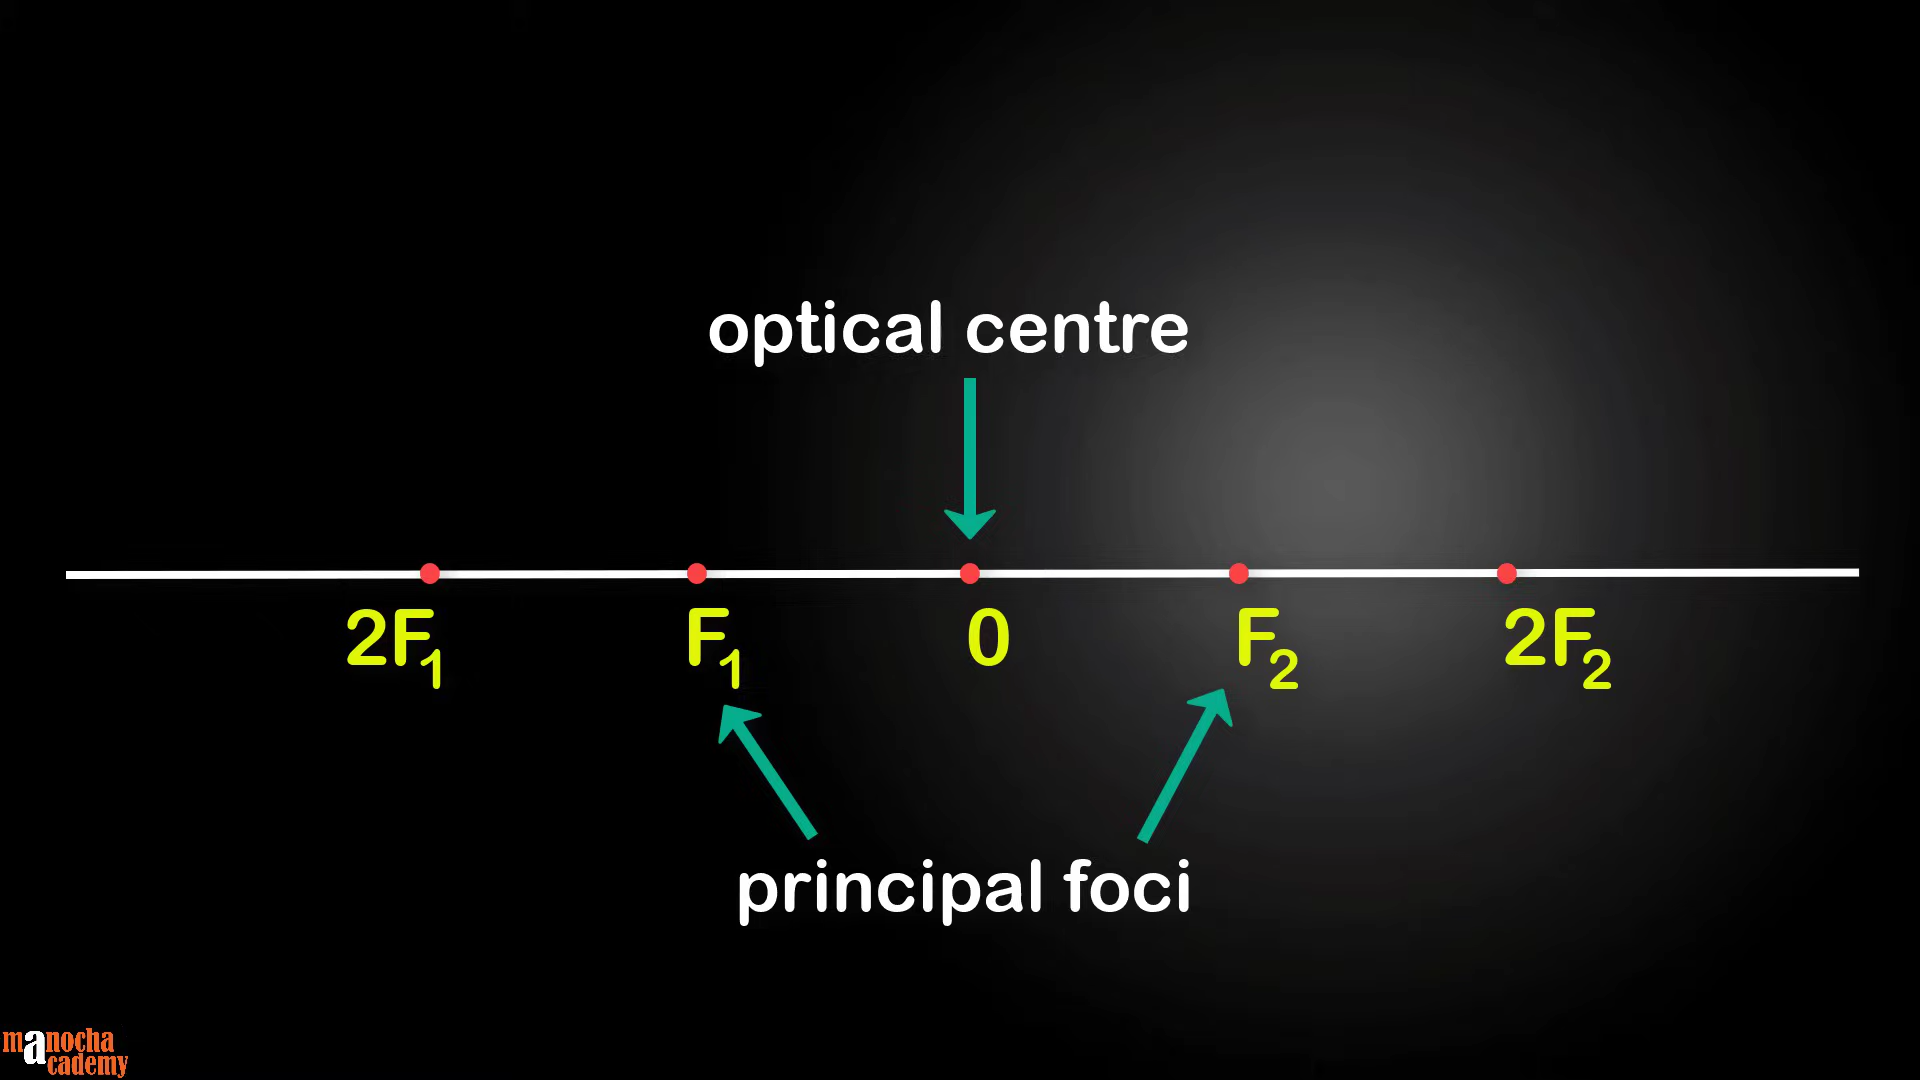 optical centre
2F₁ F₁ 0 F₂ 2F₂
principal foci
manocha
academy